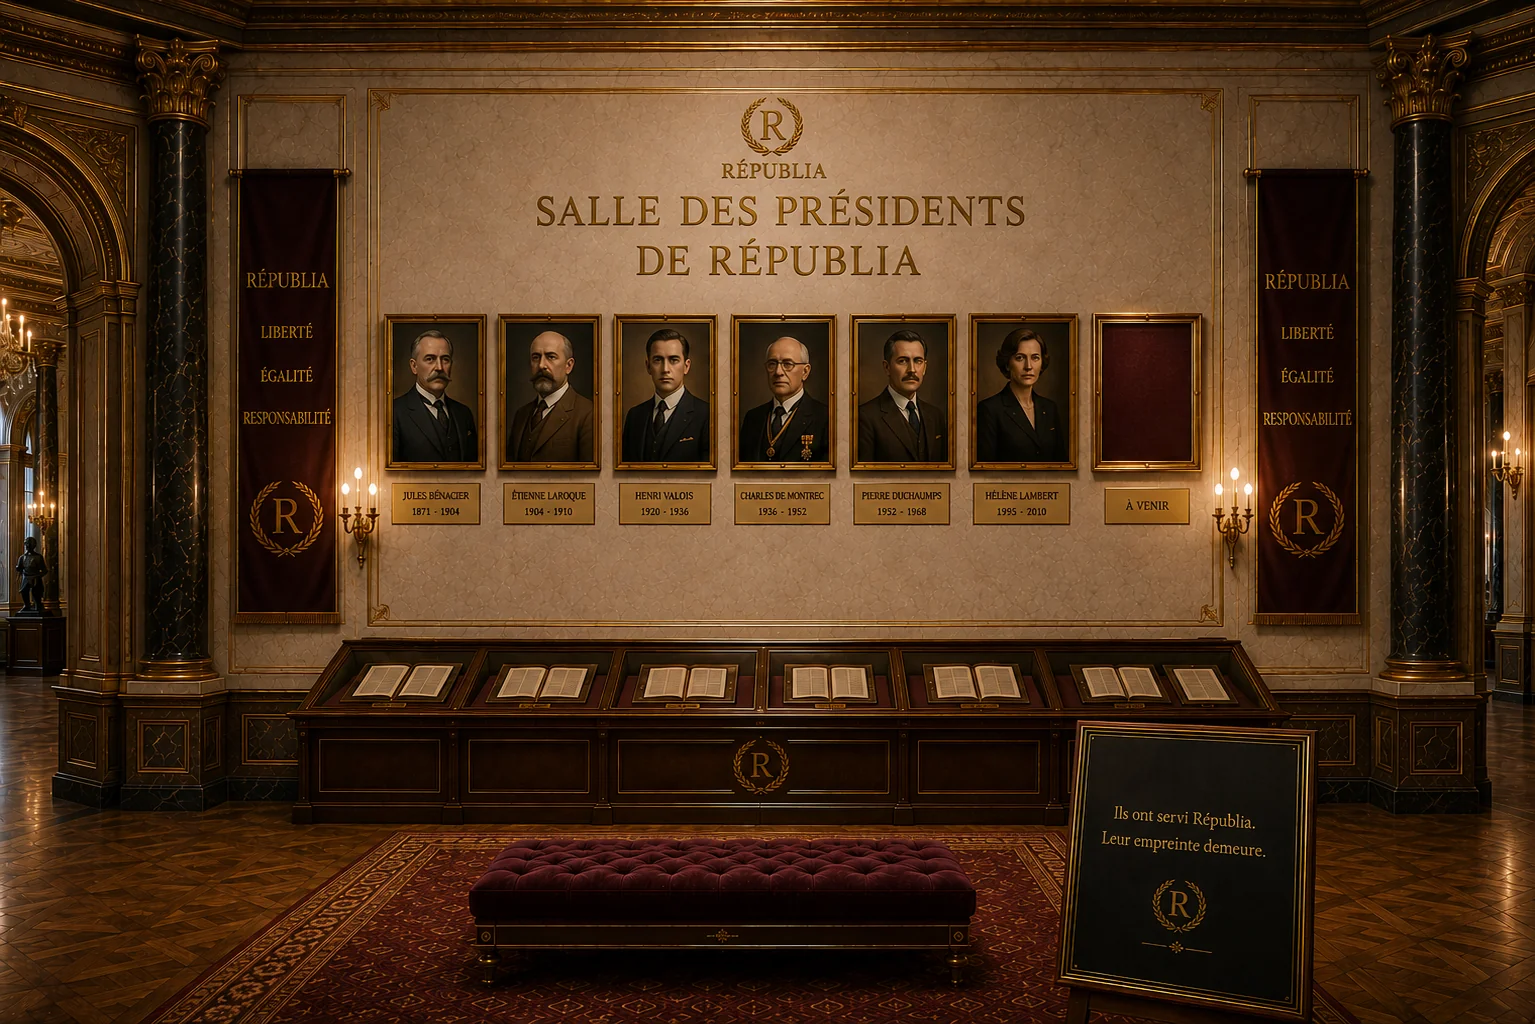 R
RÉPUBLIA
SALLE DES PRÉSIDENTS
DE RÉPUBLIA
RÉPUBLIA
LIBERTÉ
ÉGALITÉ
RESPONSABILITÉ
R
JULES BÉNACIER
1871 - 1904
ÉTIENNE LAROQUE
1904 - 1910
HENRI VALOIS
1920 - 1936
CHARLES DE MONTREC
1936 - 1952
PIERRE DUCHAUMPS
1952 - 1968
HÉLÈNE LAMBERT
1995 - 2010
À VENIR
RÉPUBLIA
LIBERTÉ
ÉGALITÉ
RESPONSABILITÉ
R
R
Ils ont servi Républia.
Leur empreinte demeure.
R